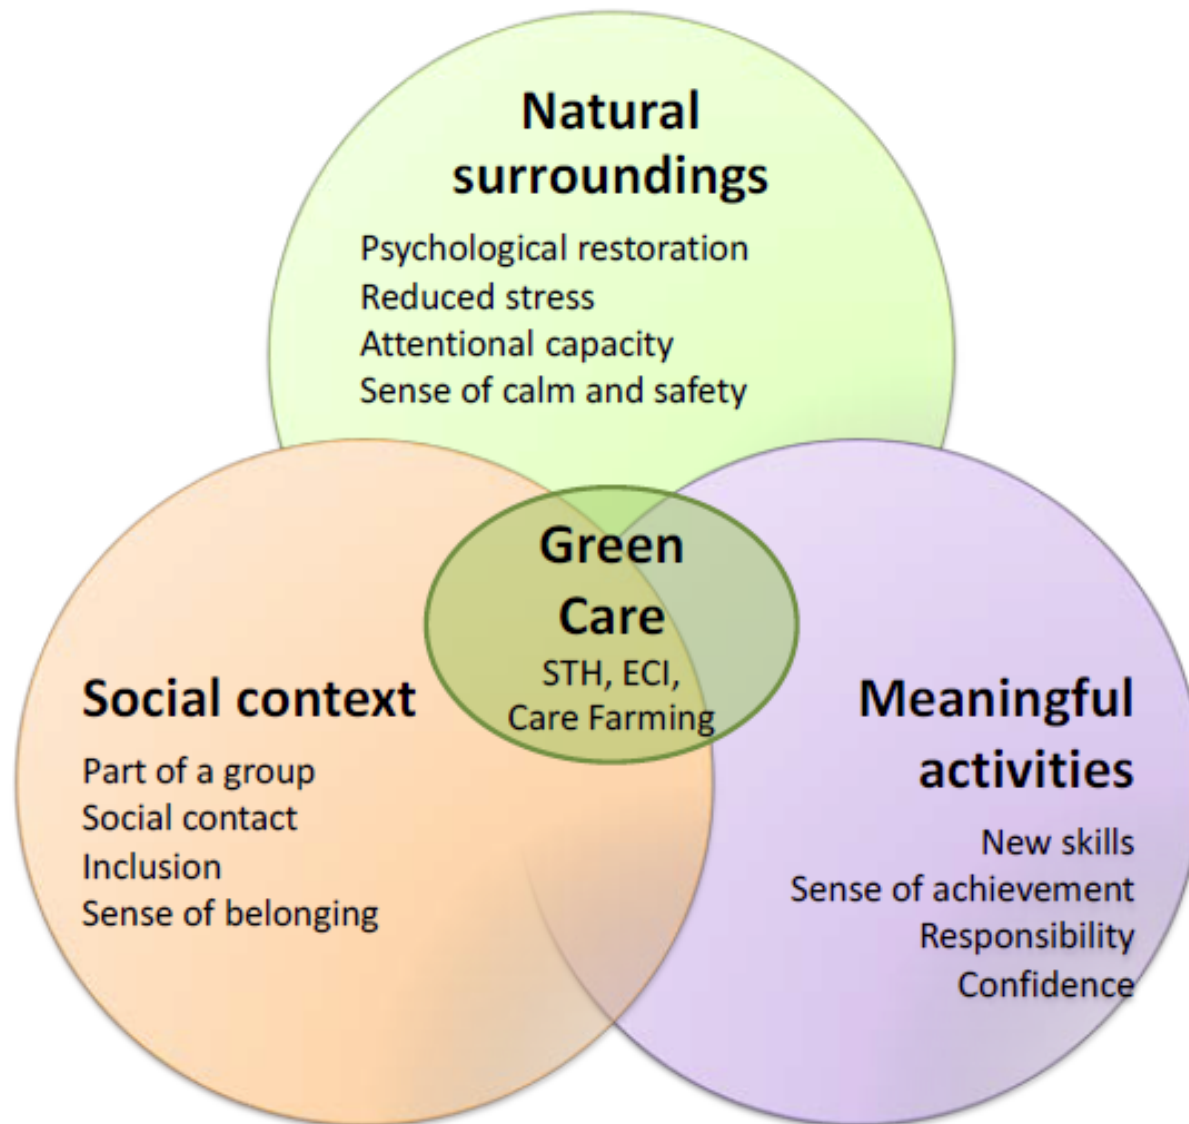 Natural
surroundings
Psychological restoration
Reduced stress
Attentional capacity
Sense of calm and safety
Green
Care
STH, ECI,
Care Farming
Social context
Part of a group
Social contact
Inclusion
Sense of belonging
Meaningful
activities
New skills
Sense of achievement
Responsibility
Confidence